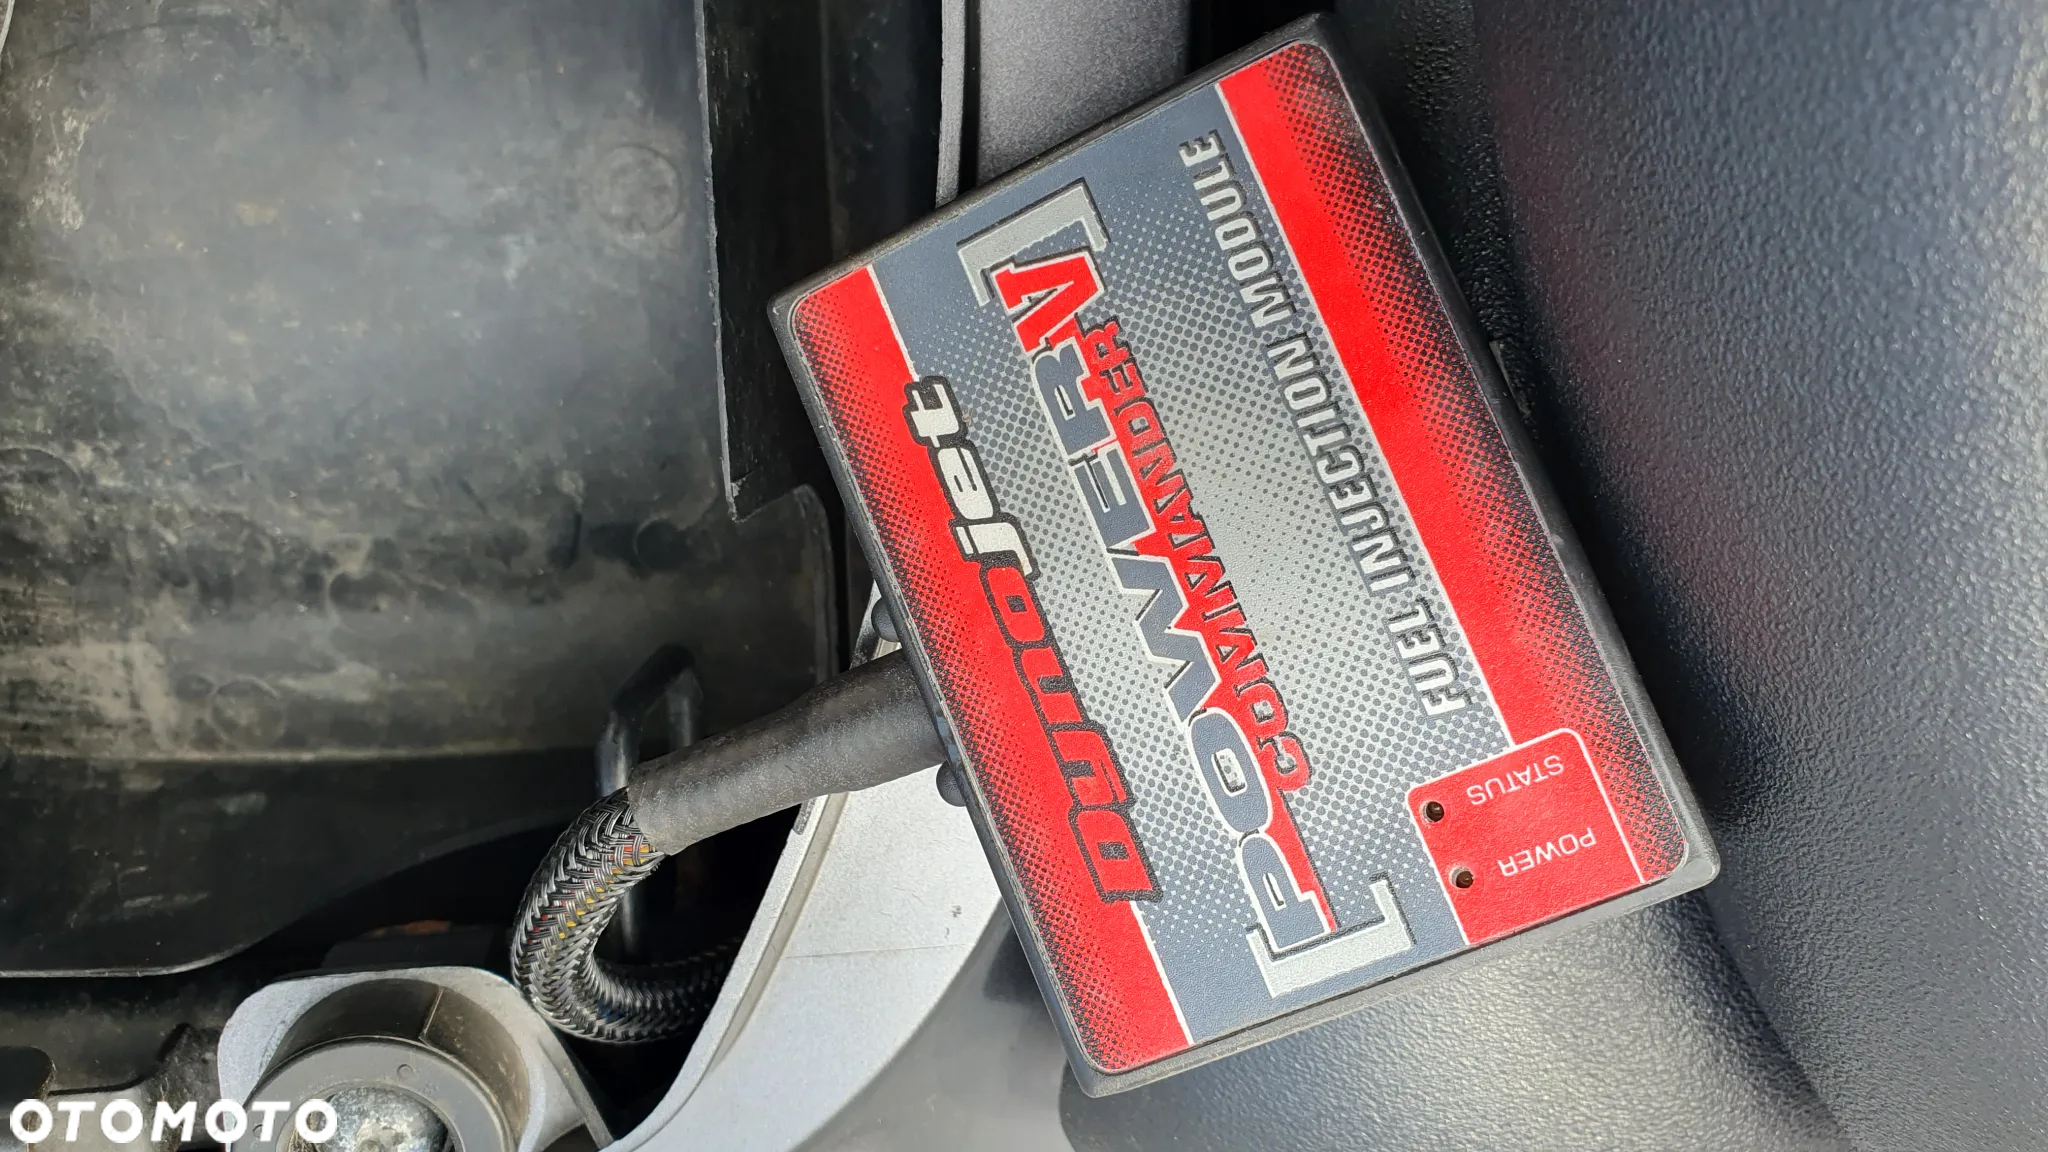 Dynojet
POWER V
COMMANDER
FUEL INJECTION MODULE
STATUS
POWER
OTOMOTO